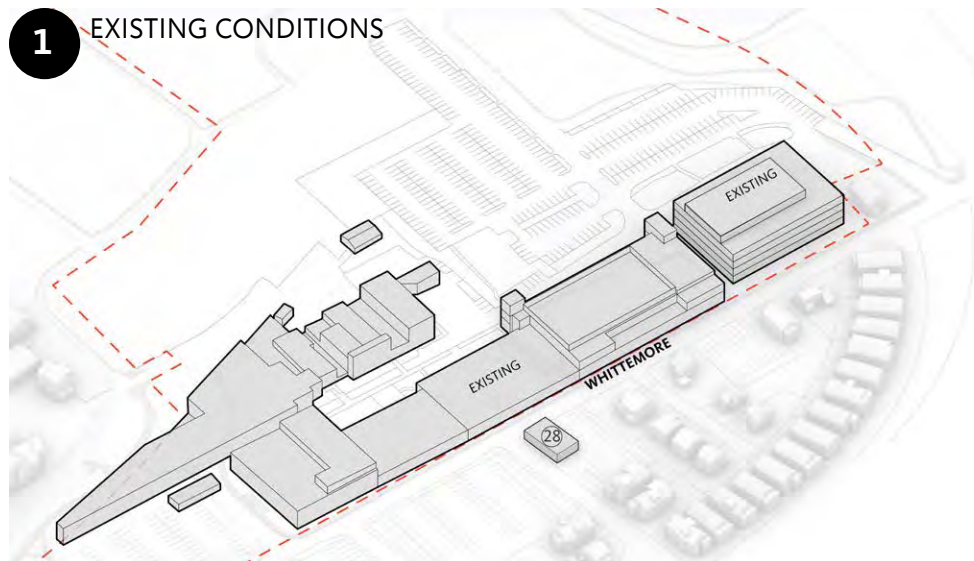 1 EXISTING CONDITIONS
EXISTING
EXISTING
WHITTEMORE
28